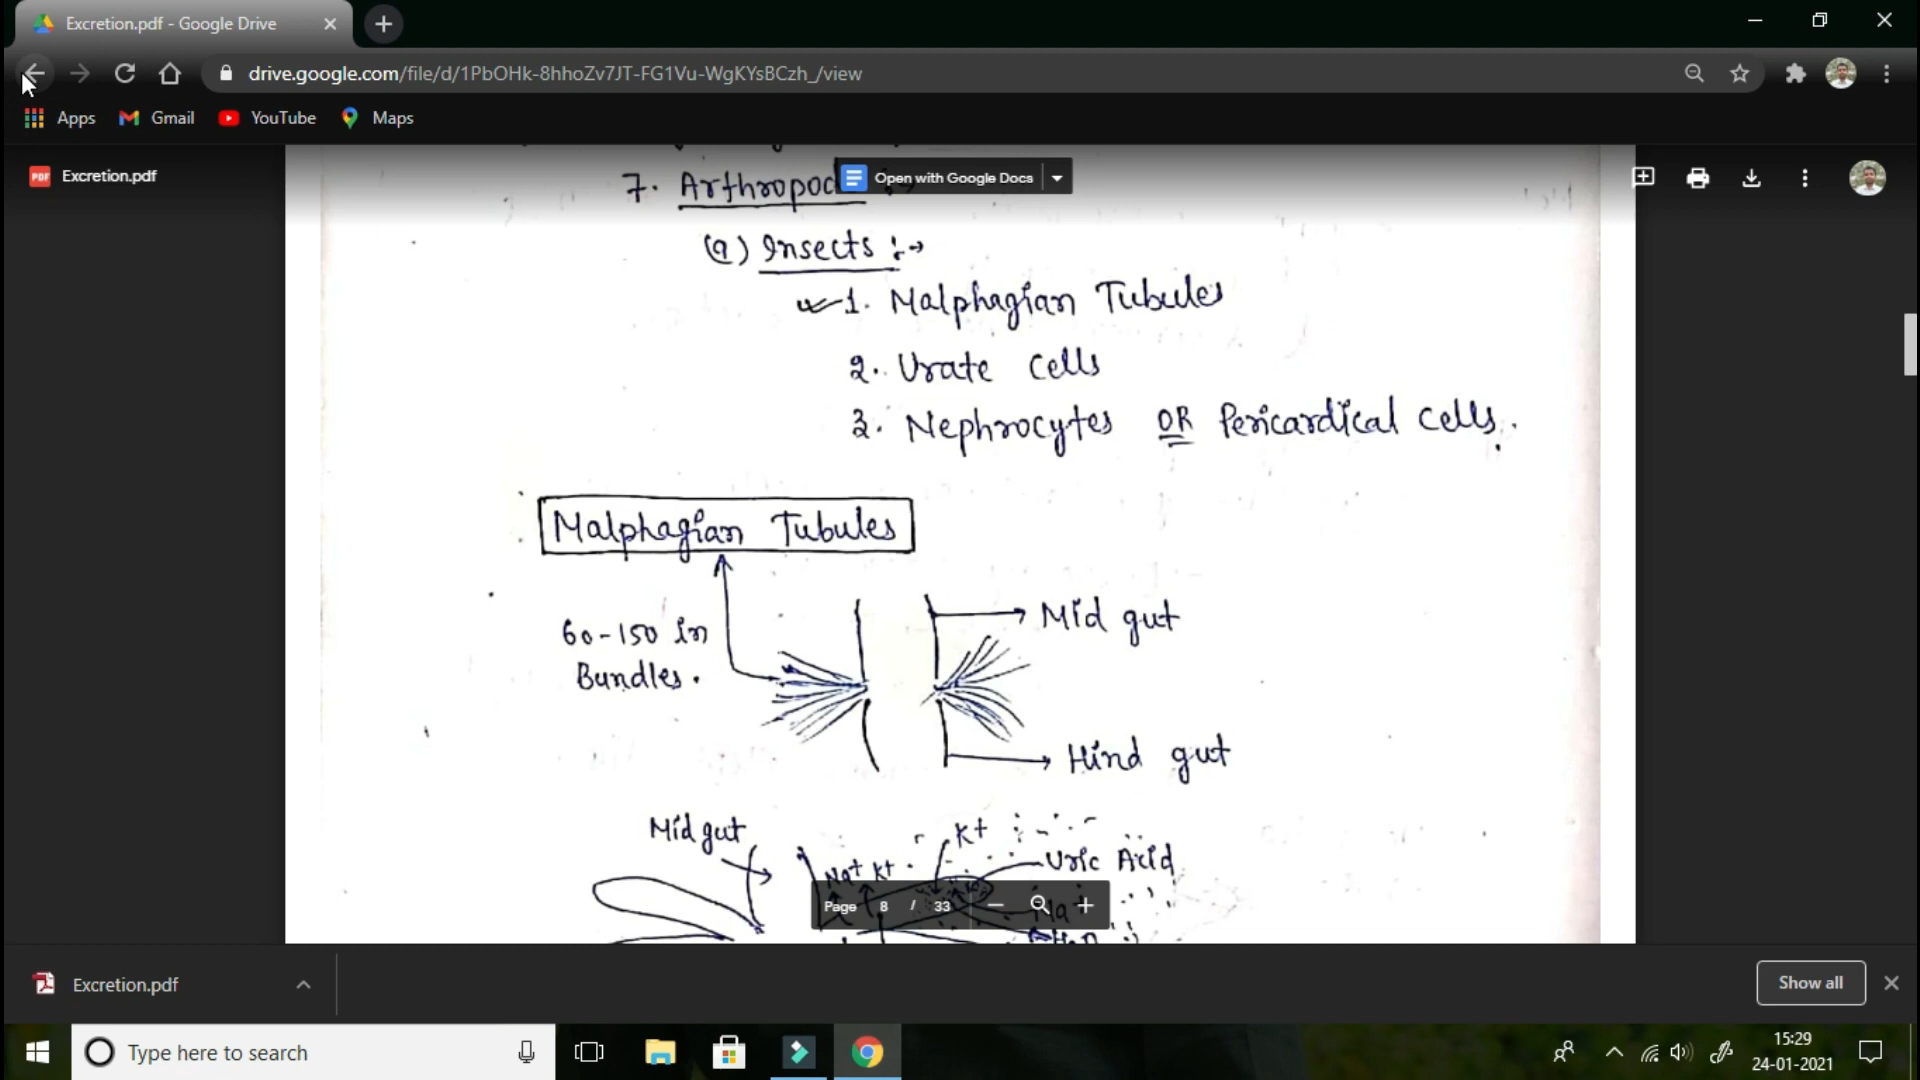 Excretion.pdf - Google Drive
drive.google.com/file/d/1PbOHk-8hhoZv7JT-FG1Vu-WgKYsBCzh_/view
Apps Gmail YouTube Maps
PDF Excretion.pdf
Open with Google Docs
7. Arthropod
(a) Insects :→
1. Malphagian Tubules
2. Urate cells
3. Nephrocytes OR Pericardical cells.
Malphagian Tubules
60-150 in
Bundles.
Mid gut
Hind gut
Mid gut
K+
Na+ K+
Uric Acid
Page 8 / 33
Na+
Excretion.pdf
Show all
Type here to search
15:29
24-01-2021